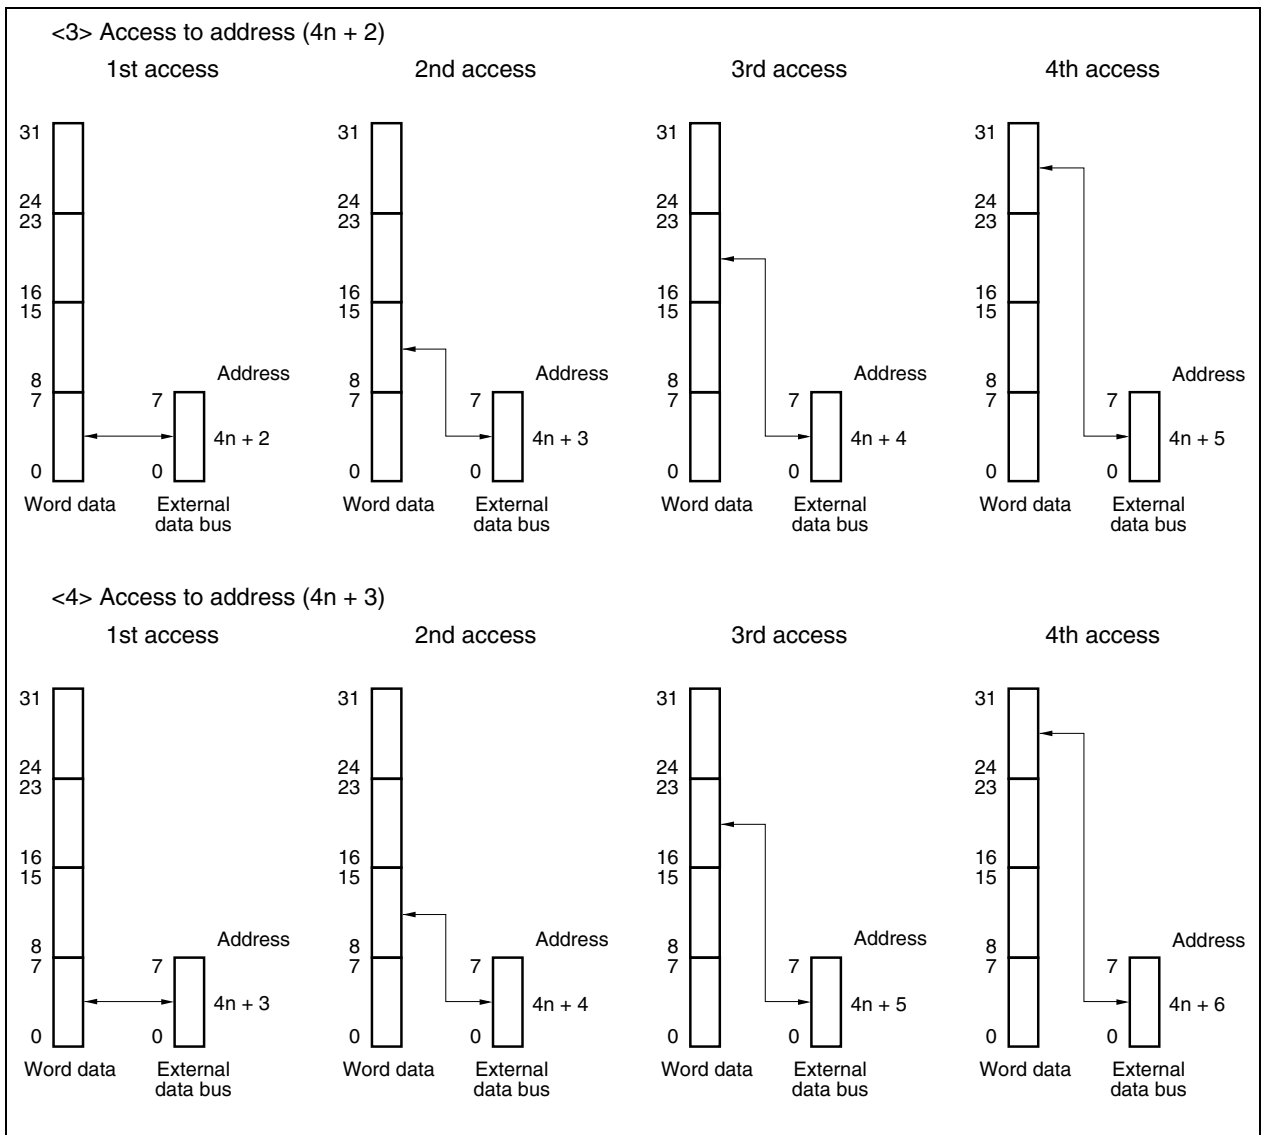 <3> Access to address (4n + 2)
1st access
31
24
23
16
15
8
7
0
Address
7
4n + 2
0
Word data
External
data bus
2nd access
31
24
23
16
15
8
7
0
Address
7
4n + 3
0
Word data
External
data bus
3rd access
31
24
23
16
15
8
7
0
Address
7
4n + 4
0
Word data
External
data bus
4th access
31
24
23
16
15
8
7
0
Address
7
4n + 5
0
Word data
External
data bus
<4> Access to address (4n + 3)
1st access
31
24
23
16
15
8
7
0
Address
7
4n + 3
0
Word data
External
data bus
2nd access
31
24
23
16
15
8
7
0
Address
7
4n + 4
0
Word data
External
data bus
3rd access
31
24
23
16
15
8
7
0
Address
7
4n + 5
0
Word data
External
data bus
4th access
31
24
23
16
15
8
7
0
Address
7
4n + 6
0
Word data
External
data bus